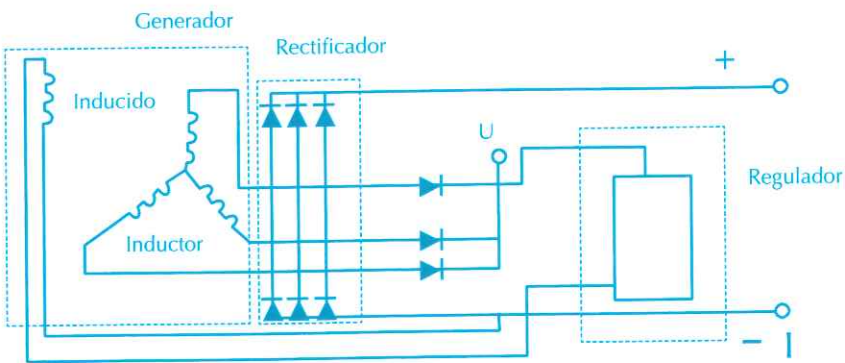 Generador
Rectificador
+
Inducido
U
Regulador
Inductor
−